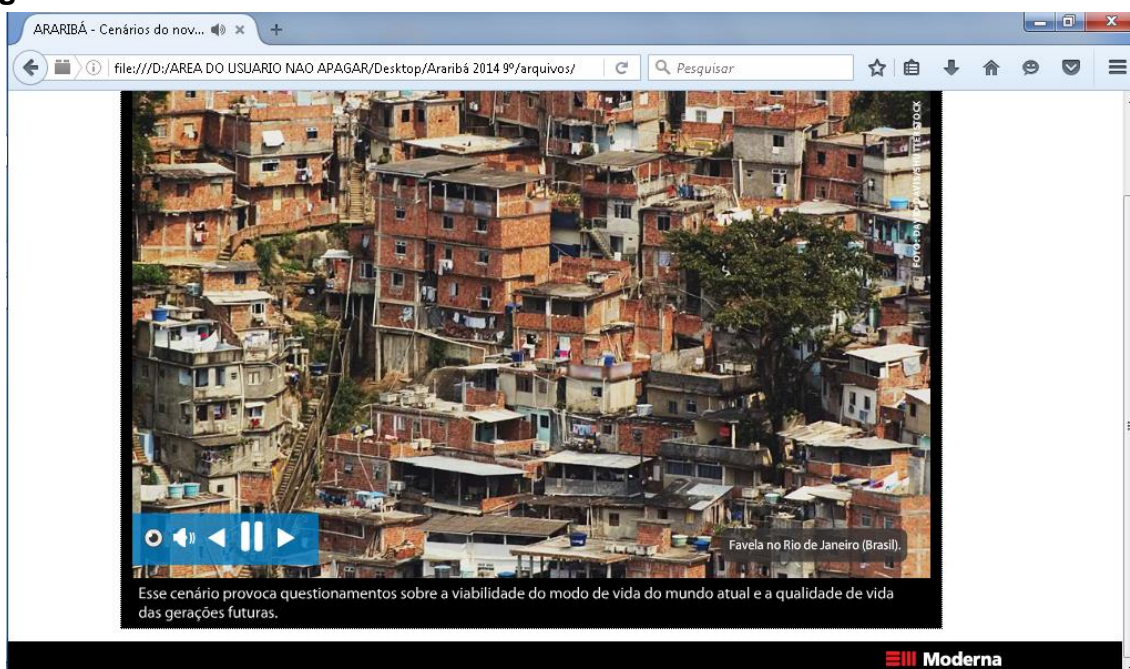 g
ARARIBÁ - Cenários do nov...
file:///D:/AREA DO USUARIO NAO APAGAR/Desktop/Araribá 2014 9º/arquivos/
Pesquisar
Favela no Rio de Janeiro (Brasil).
Esse cenário provoca questionamentos sobre a viabilidade do modo de vida do mundo atual e a qualidade de vida
das gerações futuras.
Moderna